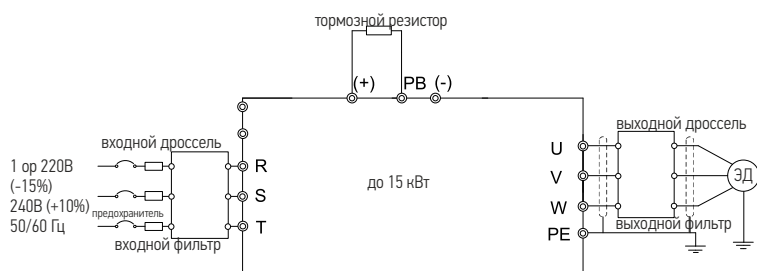 тормозной резистор
(+) PB (-)
входной дроссель
выходной дроссель
1 ор 220В
(-15%)
240В (+10%)
50/60 Гц
предохранитель
R
S
T
входной фильтр
до 15 кВт
U
V
W
PE
ЭД
выходной фильтр